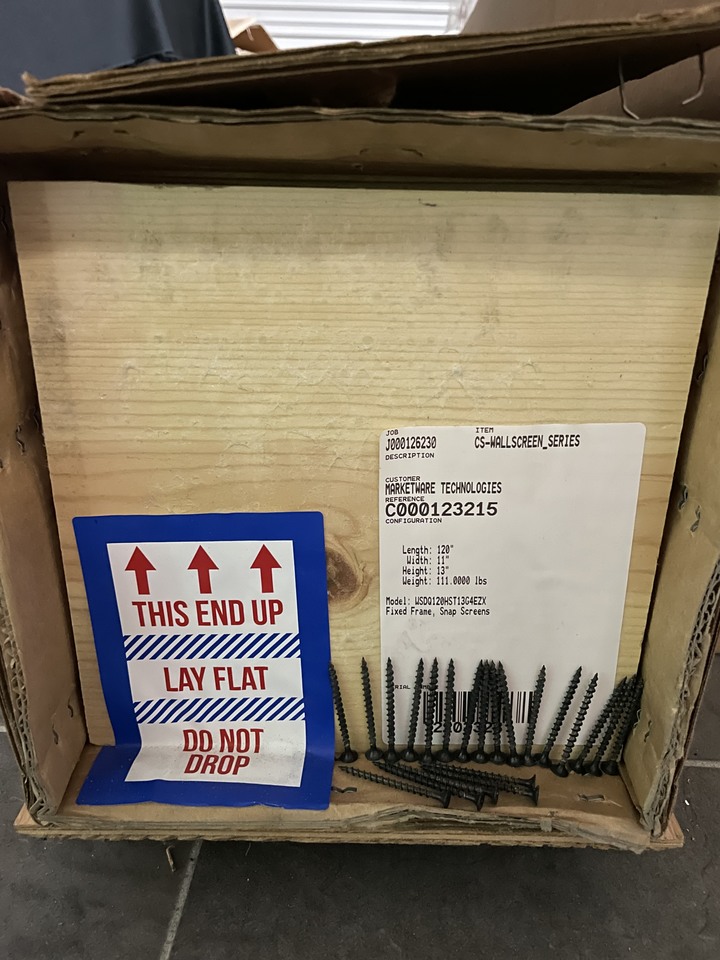 THIS END UP
LAY FLAT
DO NOT
DROP
JOB
J000126230
ITEM
CS-WALLSCREEN_SERIES
DESCRIPTION
CUSTOMER
MARKETWARE TECHNOLOGIES
REFERENCE
C000123215
CONFIGURATION
Length: 120"
Width: 11"
Height: 13"
Weight: 111.0000 lbs
Model: WSDQ120HST13G4EZX
Fixed Frame, Snap Screens